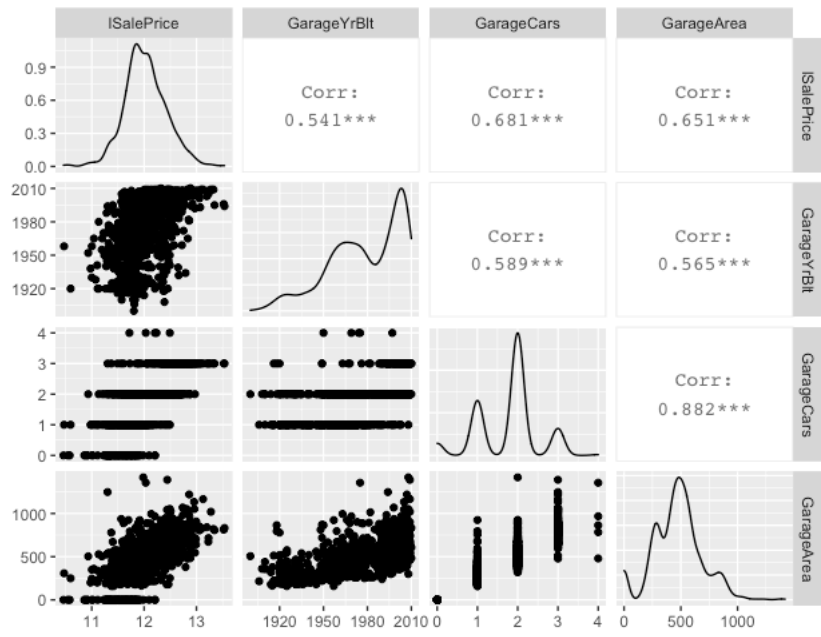 lSalePrice GarageYrBlt GarageCars GarageArea
0.9
0.6
0.3
0.0
Corr:
0.541***
Corr:
0.681***
Corr:
0.651***
lSalePrice
2010
1980
1950
1920
Corr:
0.589***
Corr:
0.565***
GarageYrBlt
4
3
2
1
0
Corr:
0.882***
GarageCars
1000
500
0
GarageArea
11 12 13 1920 1950 1980 2010 0 1 2 3 4 0 500 1000